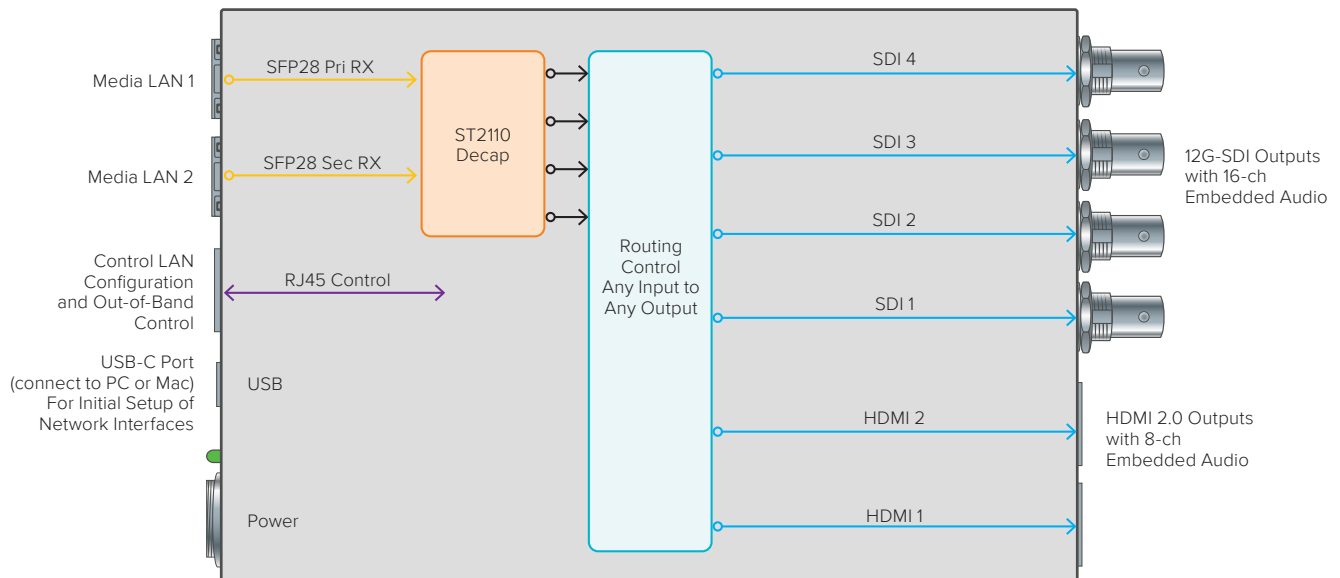 Media LAN 1
SFP28 Pri RX
Media LAN 2
SFP28 Sec RX
ST2110
Decap
Control LAN
Configuration
and Out-of-Band
Control
RJ45 Control
USB-C Port
(connect to PC or Mac)
For Initial Setup of
Network Interfaces
USB
Power
Routing
Control
Any Input to
Any Output
SDI 4
SDI 3
SDI 2
SDI 1
HDMI 2
HDMI 1
12G-SDI Outputs
with 16-ch
Embedded Audio
HDMI 2.0 Outputs
with 8-ch
Embedded Audio